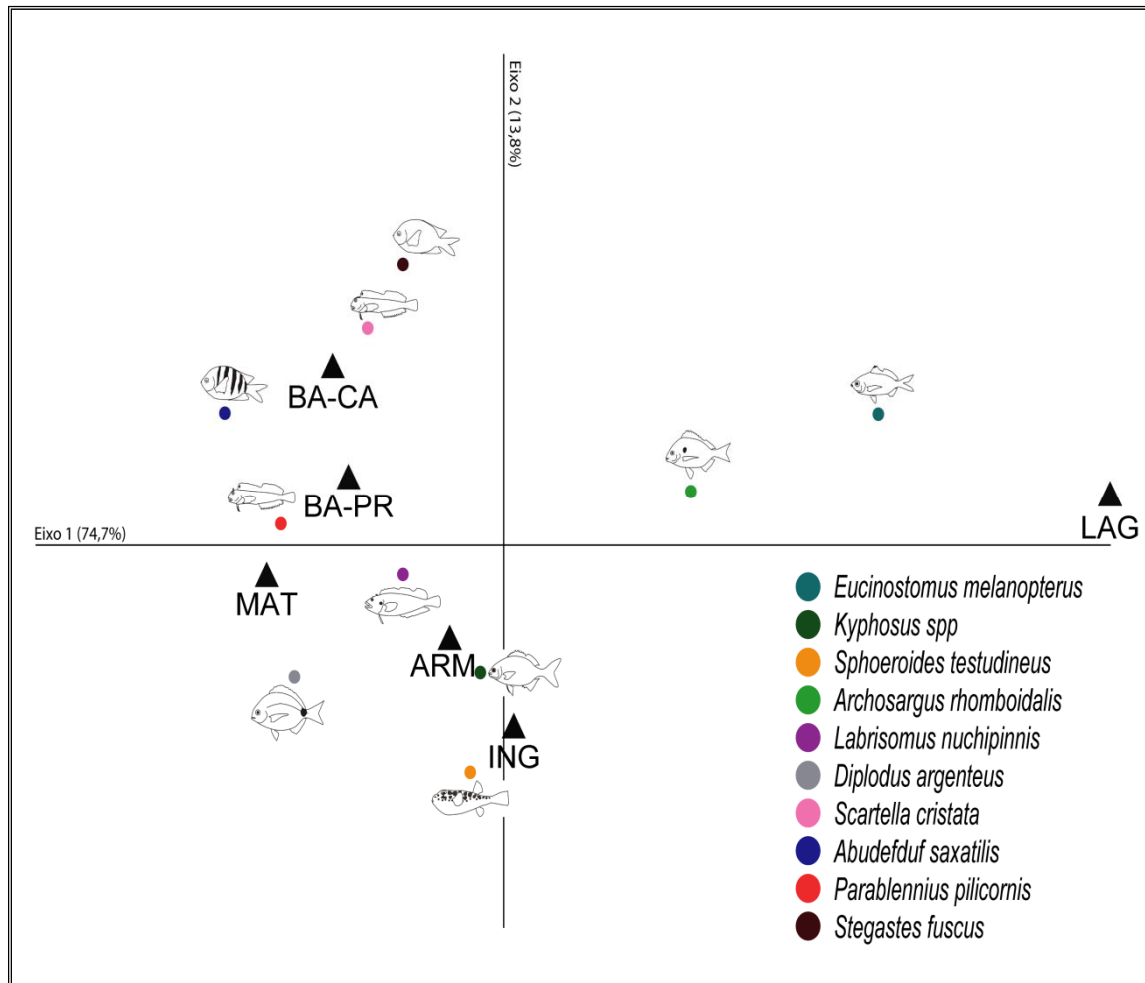 Eixo 2 (13,8%)
BA-CA
BA-PR
Eixo 1 (74,7%)
LAG
MAT
ARM
ING
Eucinostomus melanopterus
Kyphosus spp
Sphoeroides testudineus
Archosargus rhomboidalis
Labrisomus nuchipinnis
Diplodus argenteus
Scartella cristata
Abudefduf saxatilis
Parablennius pilicornis
Stegastes fuscus